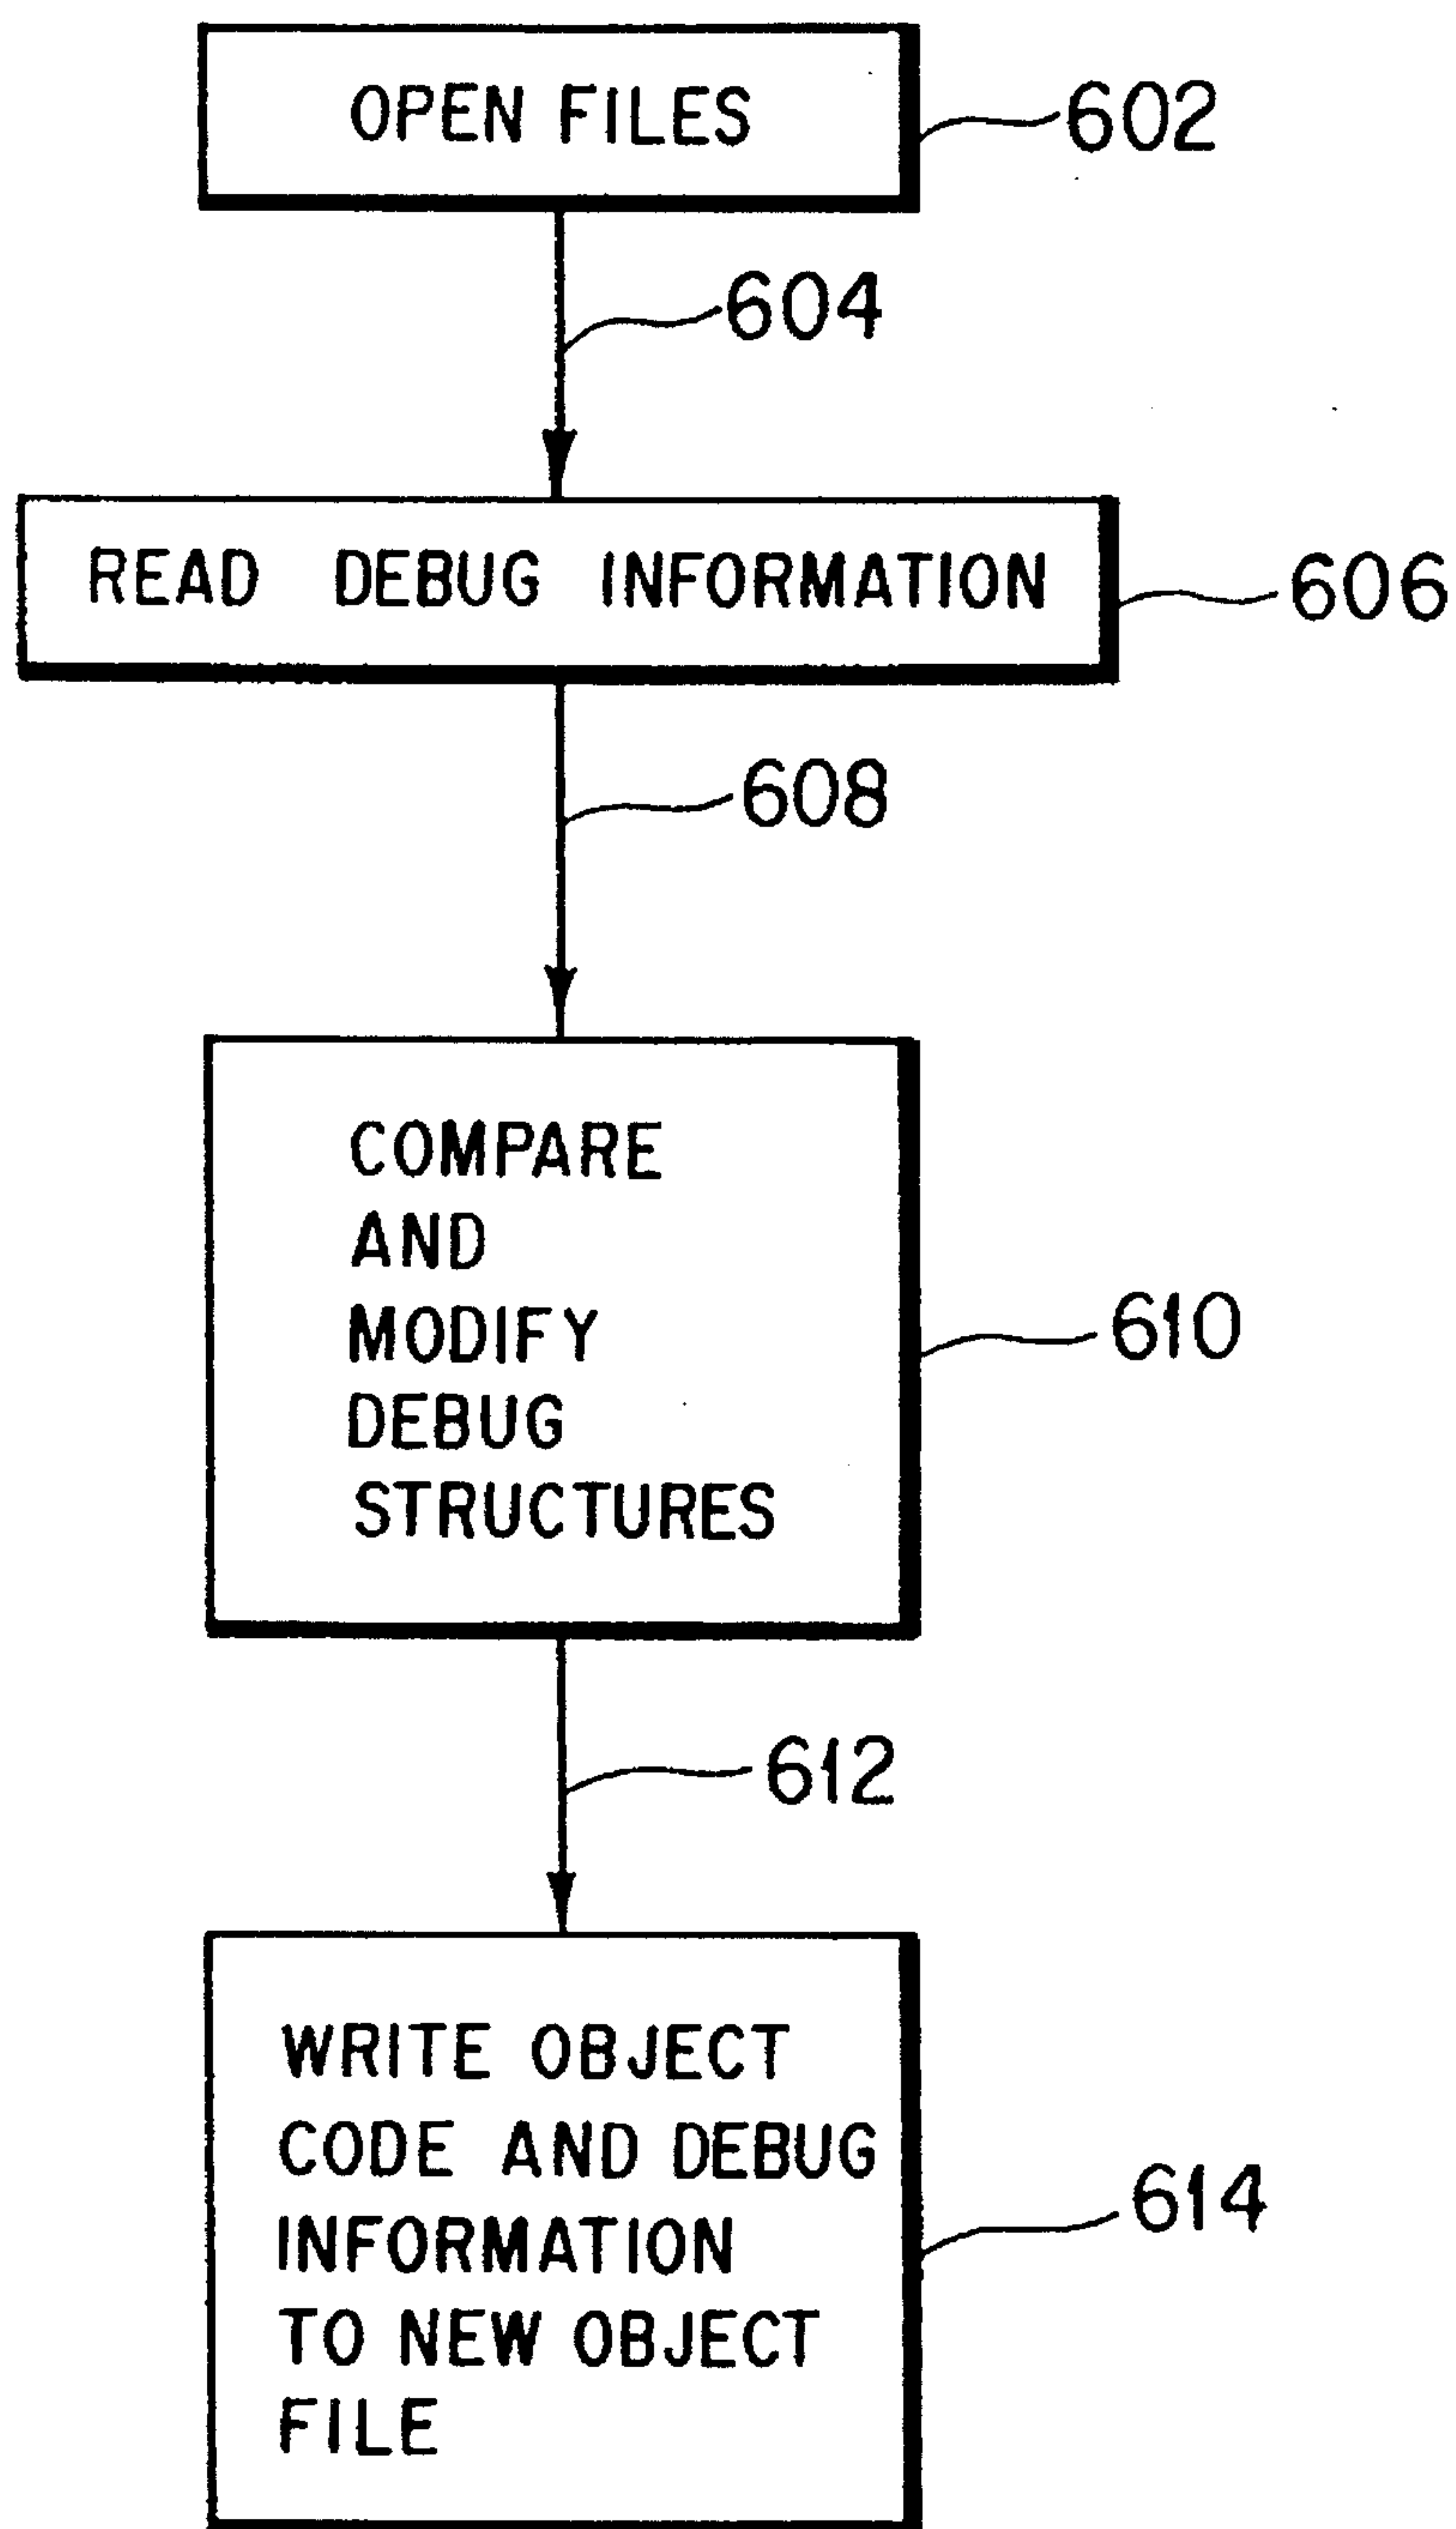 OPEN FILES
602
604
READ DEBUG INFORMATION
606
608
COMPARE
AND
MODIFY
DEBUG
STRUCTURES
610
612
WRITE OBJECT
CODE AND DEBUG
INFORMATION
TO NEW OBJECT
FILE
614